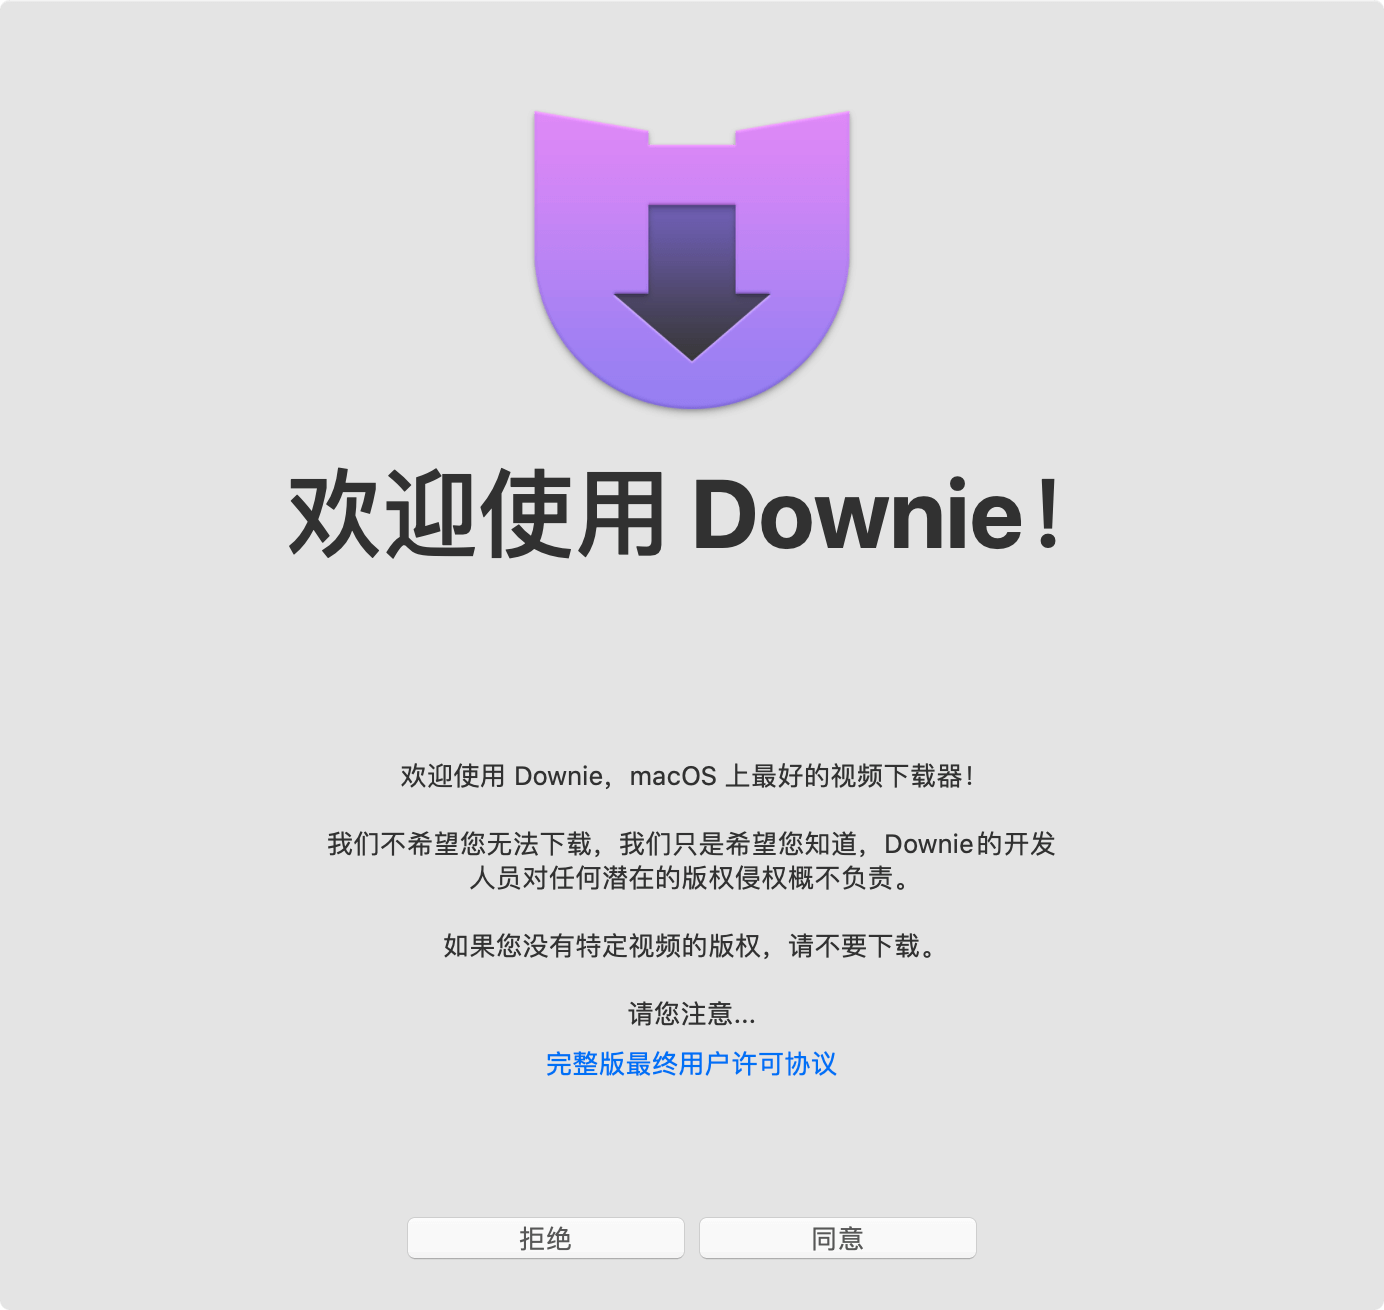 欢迎使用 Downie！
欢迎使用 Downie，macOS 上最好的视频下载器！
我们不希望您无法下载，我们只是希望您知道，Downie的开发
人员对任何潜在的版权侵权概不负责。
如果您没有特定视频的版权，请不要下载。
请您注意...
完整版最终用户许可协议
拒绝
同意